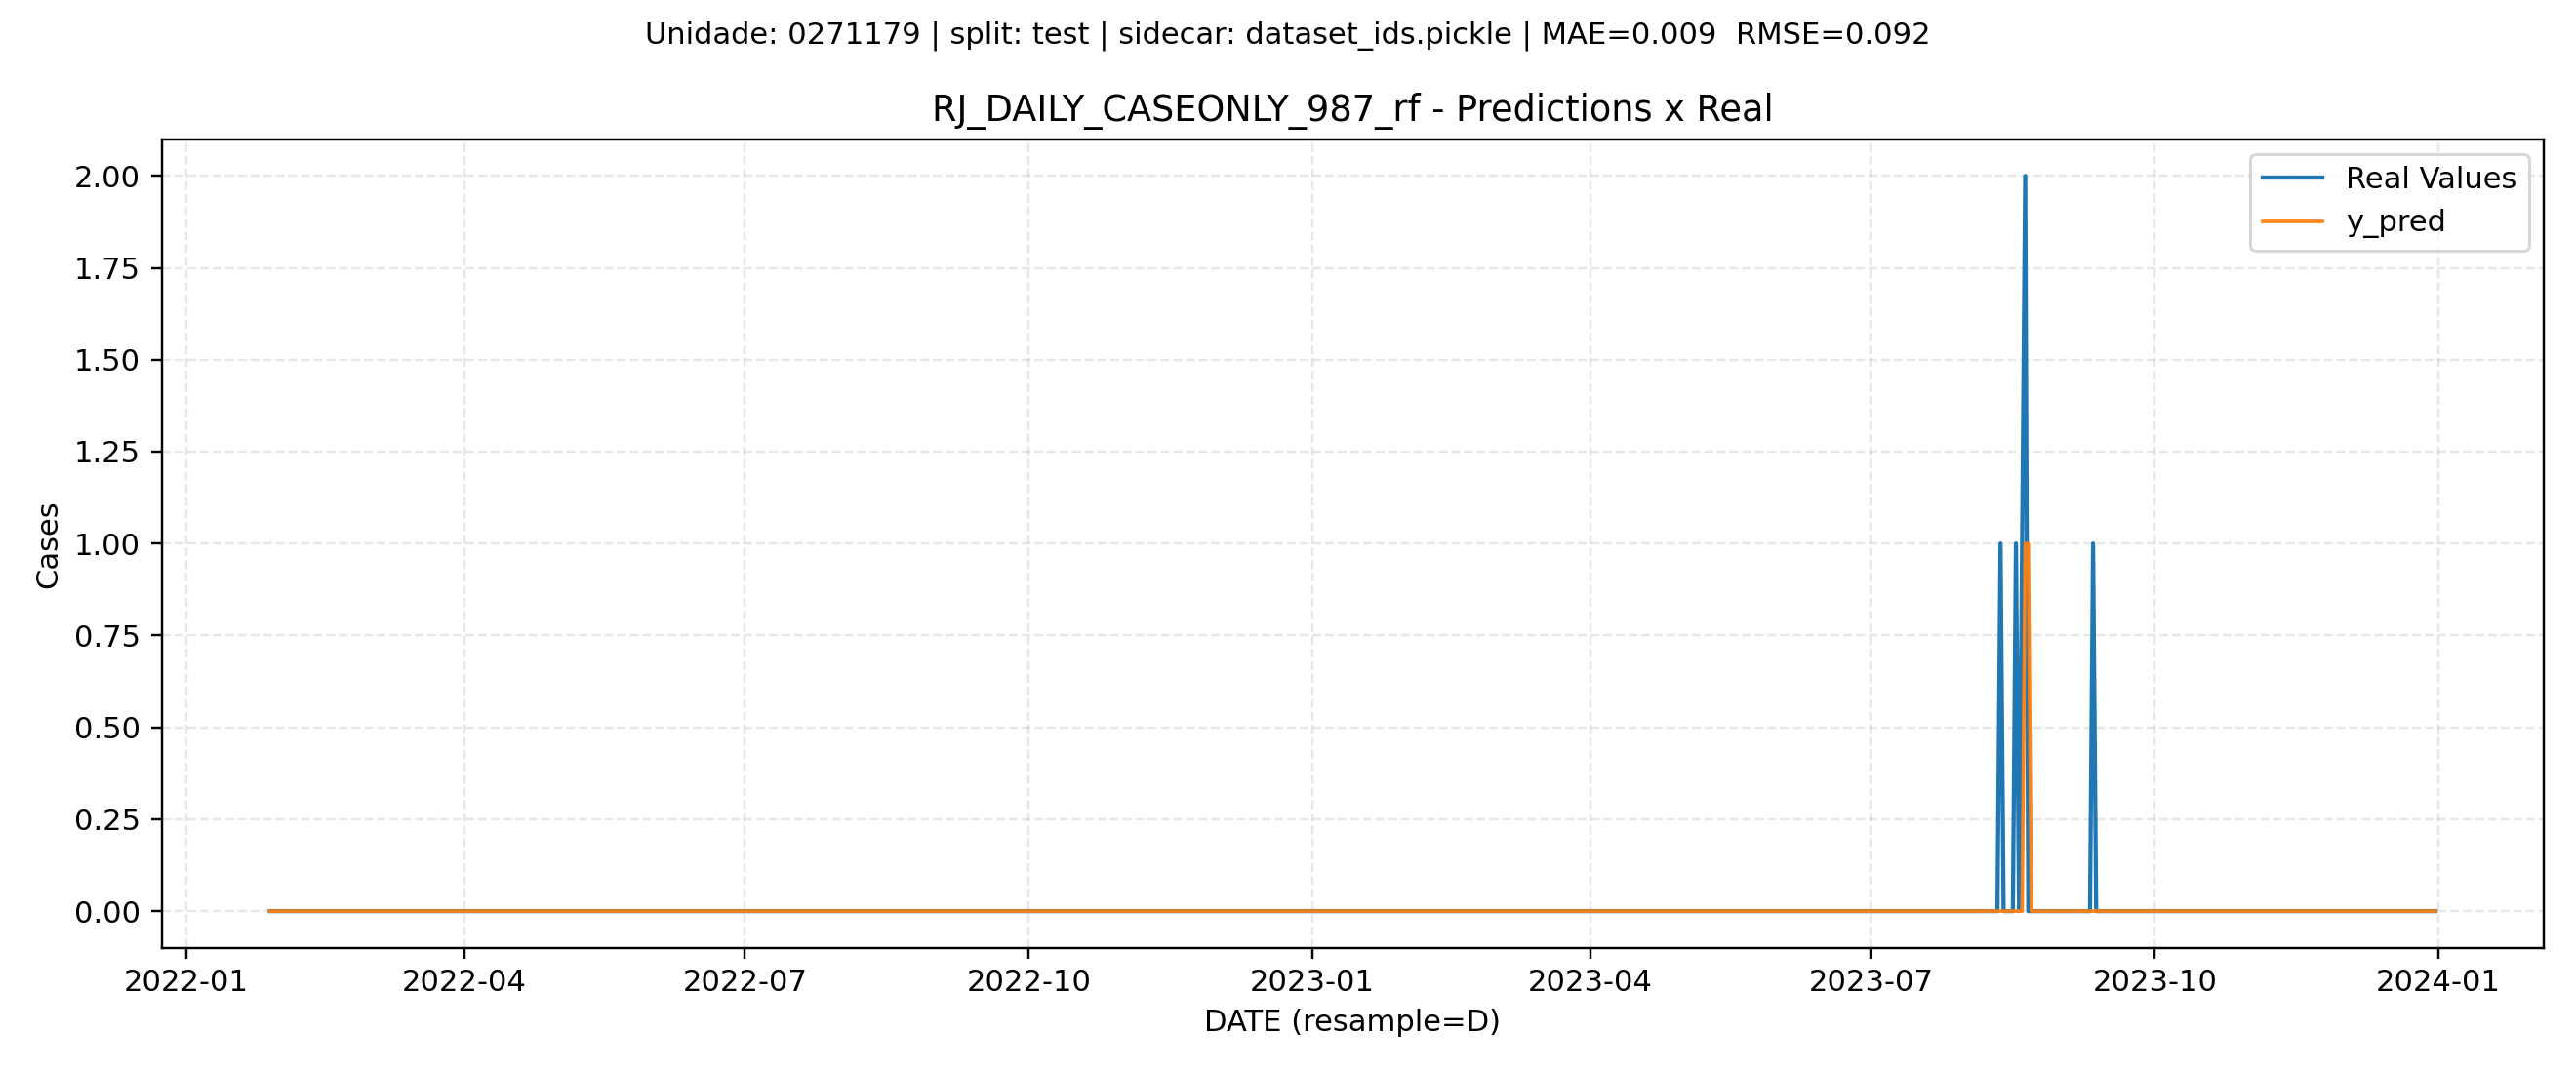 Unidade: 0271179 | split: test | sidecar: dataset_ids.pickle | MAE=0.009  RMSE=0.092
RJ_DAILY_CASEONLY_987_rf - Predictions x Real
Real Values
y_pred
Cases
2.00
1.75
1.50
1.25
1.00
0.75
0.50
0.25
0.00
2022-01 2022-04 2022-07 2022-10 2023-01 2023-04 2023-07 2023-10 2024-01
DATE (resample=D)